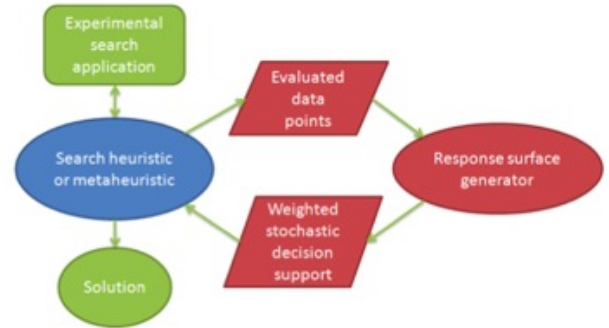 Experimental
search
application
Evaluated
data
points
Search heuristic
or metaheuristic
Response surface
generator
Weighted
stochastic
decision
support
Solution